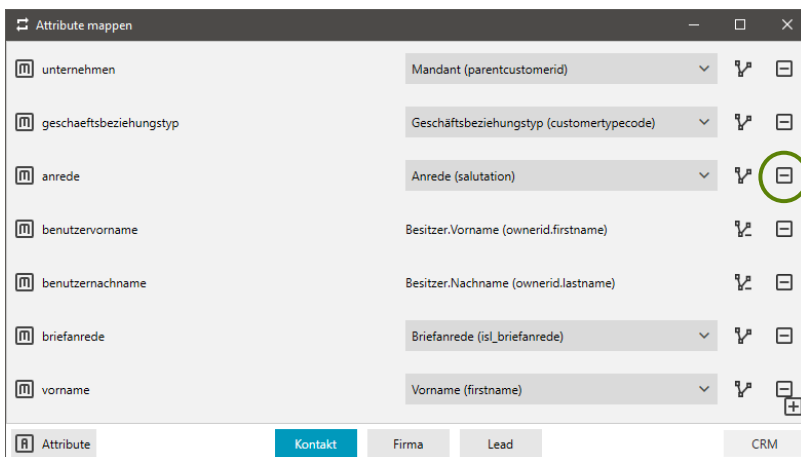 Attribute mappen
unternehmen Mandant (parentcustomerid)
geschaeftsbeziehungstyp Geschäftsbeziehungstyp (customertypecode)
anrede Anrede (salutation)
benutzervorname Besitzer.Vorname (ownerid.firstname)
benutzernachname Besitzer.Nachname (ownerid.lastname)
briefanrede Briefanrede (isl_briefanrede)
vorname Vorname (firstname)
Attribute Kontakt Firma Lead CRM